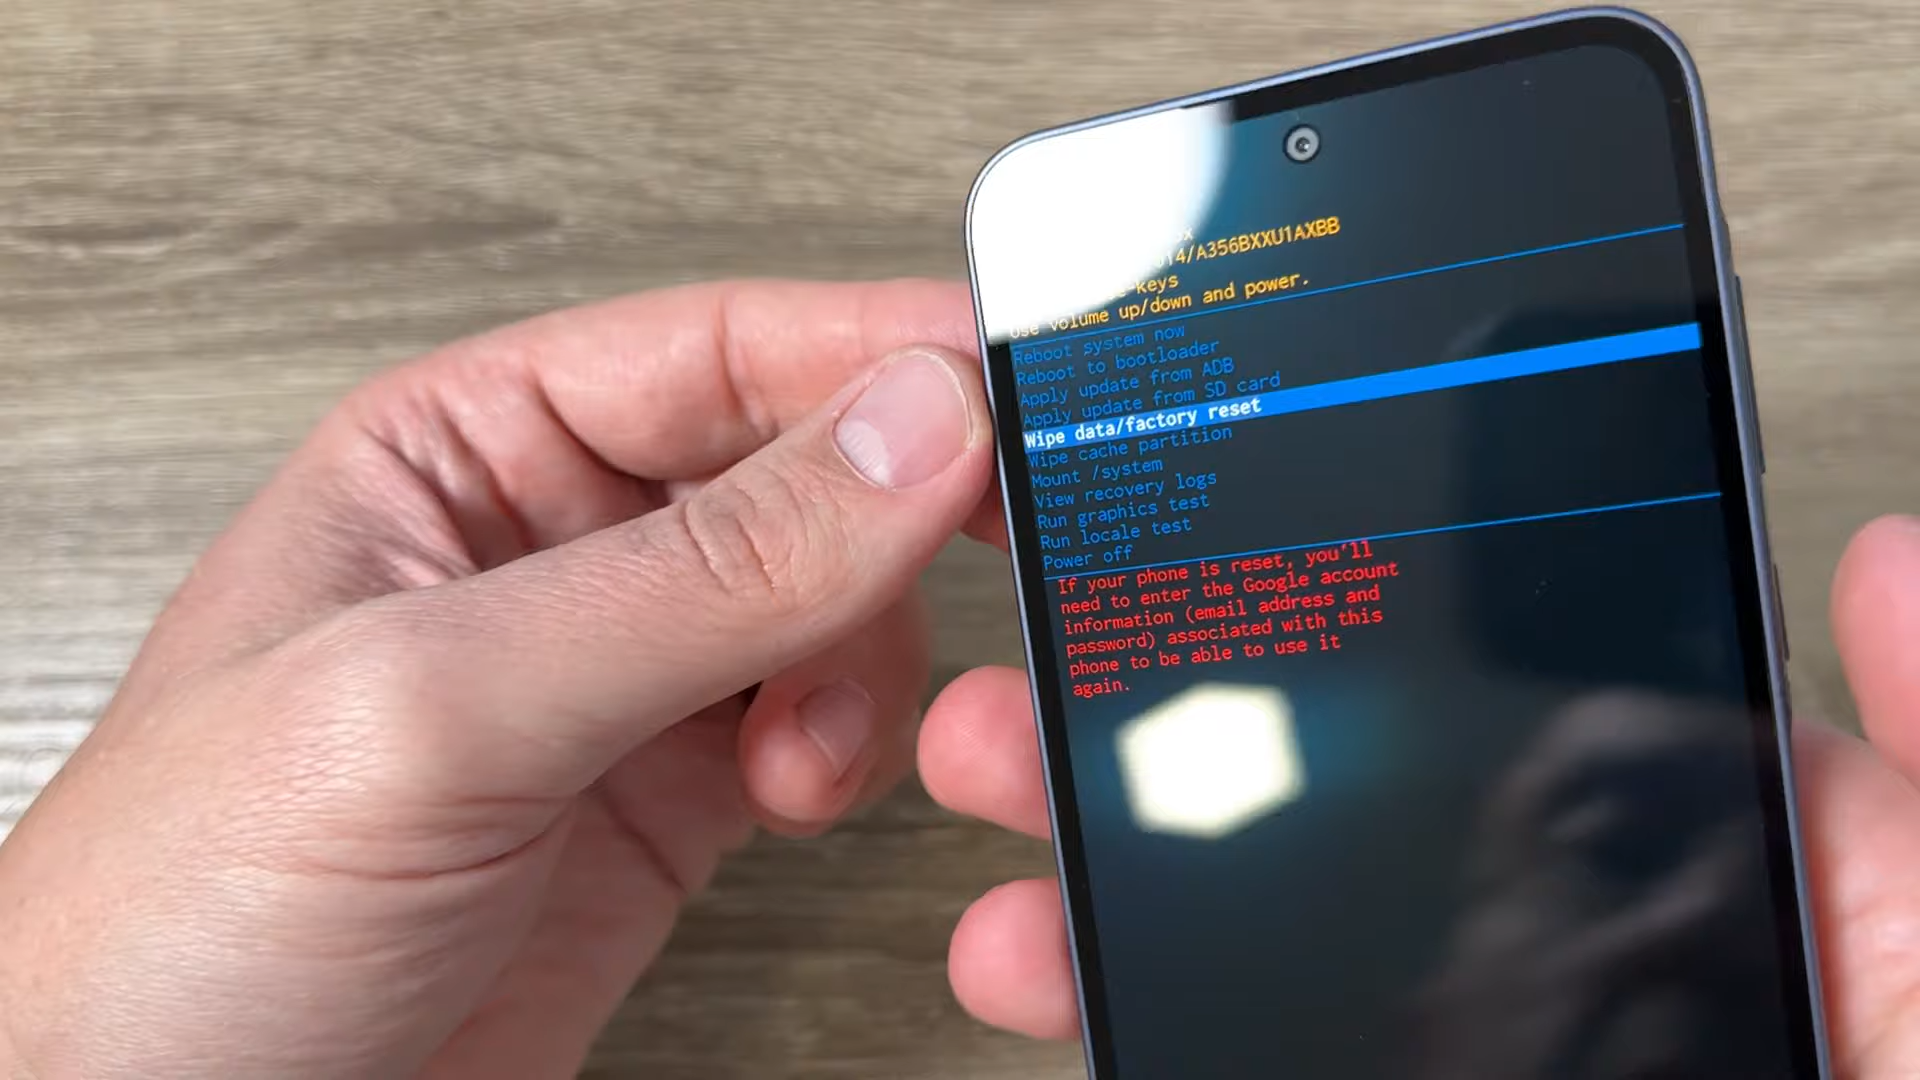 14/A356BXXU1AXBB
keys
Use volume up/down and power.
Reboot system now
Reboot to bootloader
Apply update from ADB
Apply update from SD card
Wipe data/factory reset
Wipe cache partition
Mount /system
View recovery logs
Run graphics test
Run locale test
Power off
If your phone is reset, you'll
need to enter the Google account
information (email address and
password) associated with this
phone to be able to use it
again.